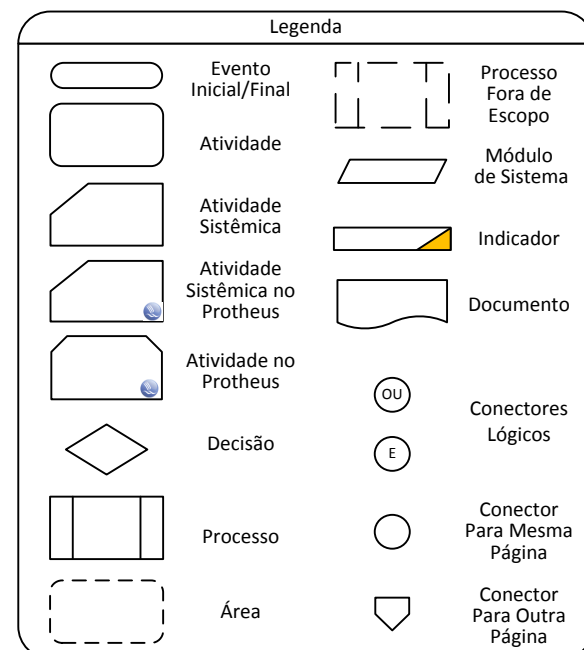 Legenda
Evento
Inicial/Final
Atividade
Atividade
Sistêmica
Atividade
Sistêmica no
Protheus
Atividade no
Protheus
Decisão
Processo
Área
Processo
Fora de
Escopo
Módulo
de Sistema
Indicador
Documento
OU
E
Conectores
Lógicos
Conector
Para Mesma
Página
Conector
Para Outra
Página